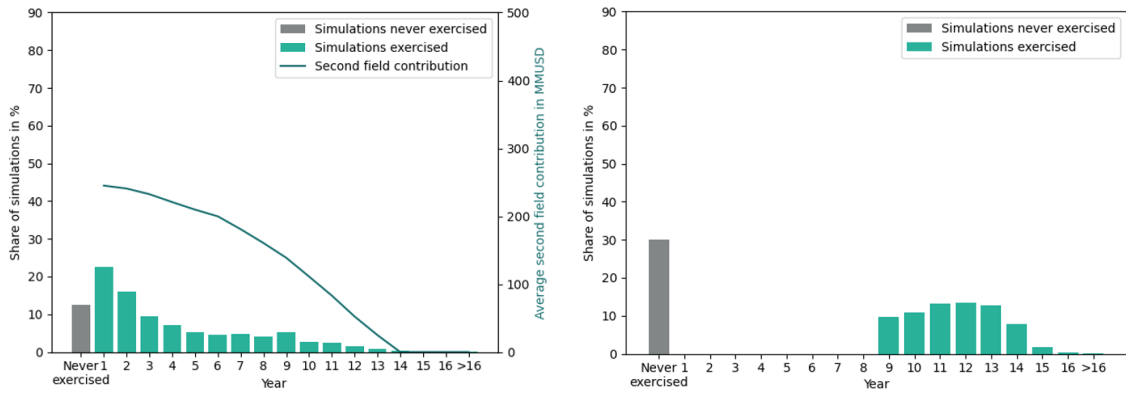 90
80
70
60
50
40
30
20
10
0
Share of simulations in %
Simulations never exercised
Simulations exercised
Second field contribution
500
400
300
200
100
0
Average second field contribution in MMUSD
Never 1 2 3 4 5 6 7 8 9 10 11 12 13 14 15 16 >16
exercised
Year
90
80
70
60
50
40
30
20
10
0
Share of simulations in %
Simulations never exercised
Simulations exercised
Never 1 2 3 4 5 6 7 8 9 10 11 12 13 14 15 16 >16
exercised
Year